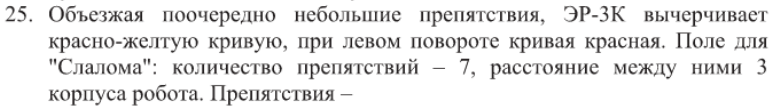 25. Объезжая поочередно небольшие препятствия, ЭР-3К вычерчивает
красно-желтую кривую, при левом повороте кривая красная. Поле для
"Слалома": количество препятствий – 7, расстояние между ними 3
корпуса робота. Препятствия –